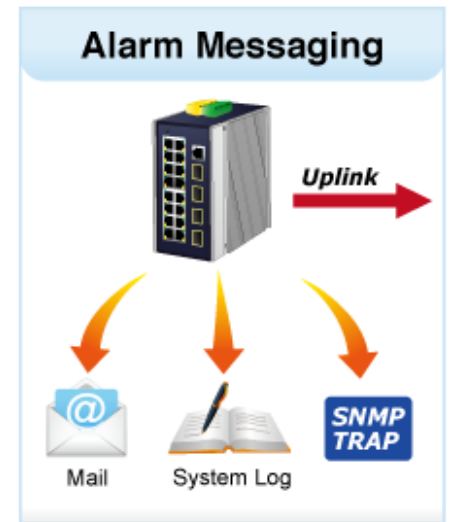 Alarm Messaging
Uplink
@
Mail
System Log
SNMP
TRAP